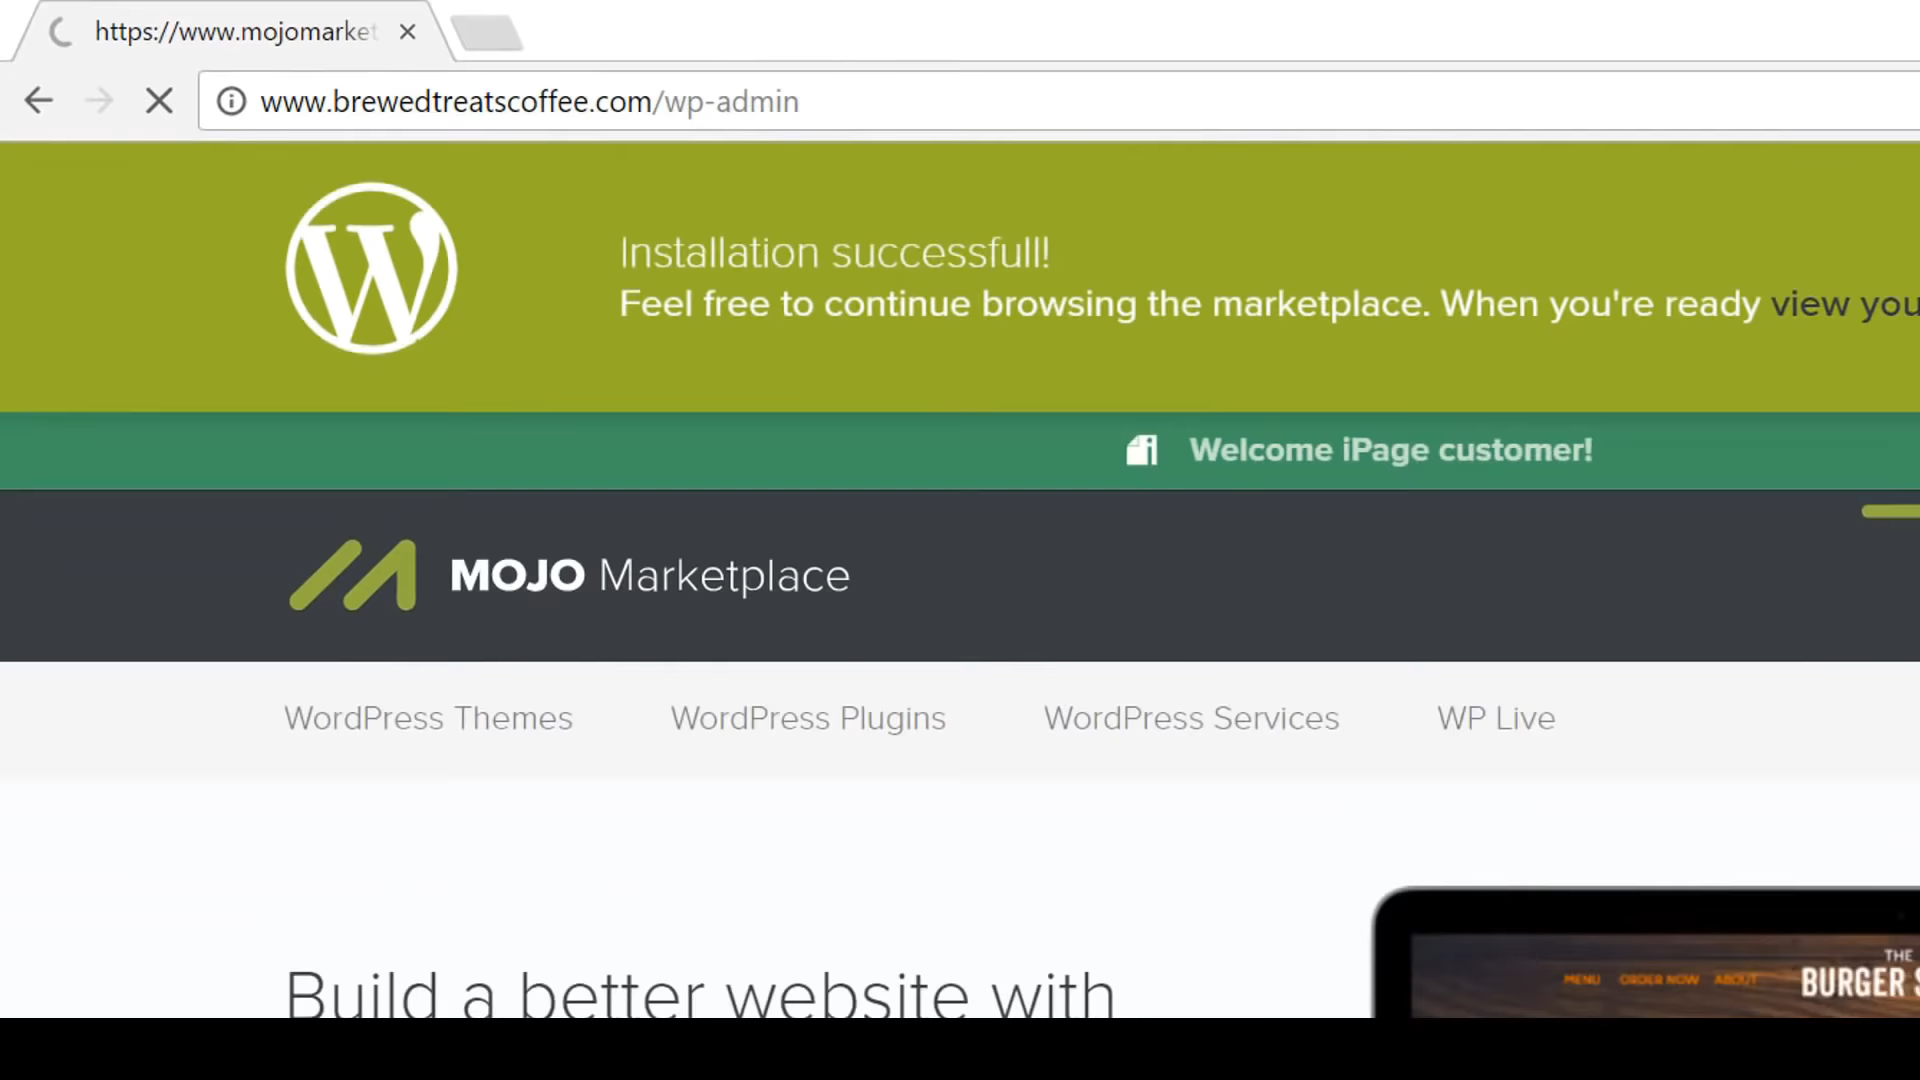 https://www.mojomarket
www.brewedtreatscoffee.com/wp-admin
Installation successfull!
Feel free to continue browsing the marketplace. When you're ready view you
Welcome iPage customer!
MOJO Marketplace
WordPress Themes WordPress Plugins WordPress Services WP Live
THE
MENU ORDER NOW ABOUT BURGER S
Build a better website with